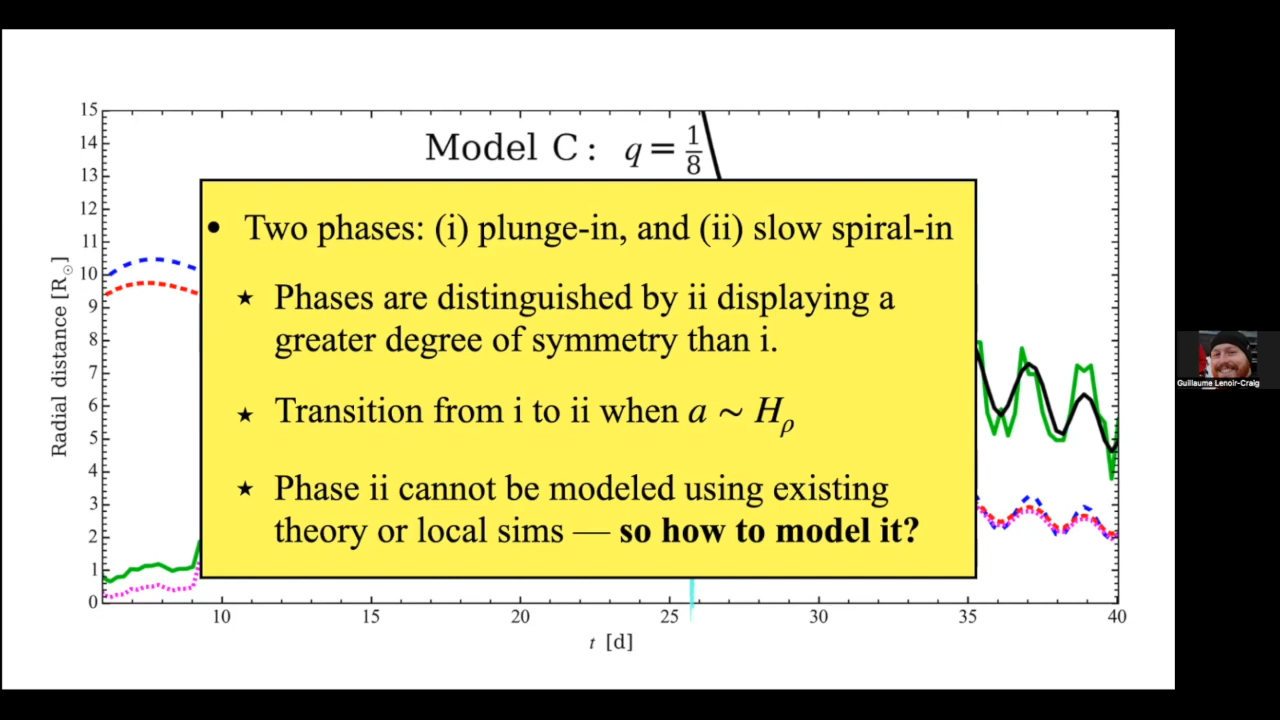 Model C: q = 1/8
15
14
13
12
11
10
9
8
7
6
5
4
3
2
1
0
Radial distance [R☉]
• Two phases: (i) plunge-in, and (ii) slow spiral-in
★ Phases are distinguished by ii displaying a
greater degree of symmetry than i.
★ Transition from i to ii when a ~ Hρ
★ Phase ii cannot be modeled using existing
theory or local sims — so how to model it?
10 15 20 25 30 35 40
t [d]
Guillaume Lenoir-Craig